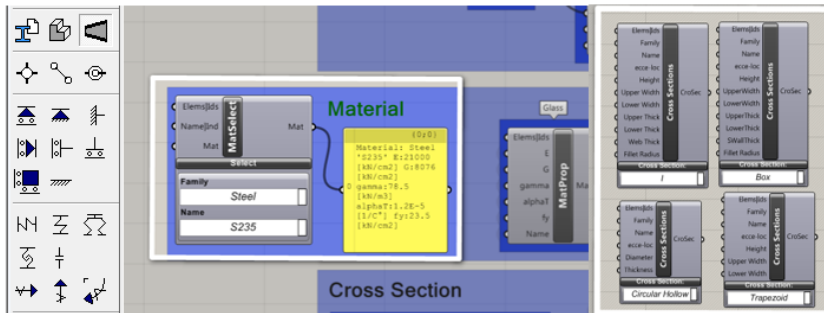 Elems|Ids
Name|Ind
Mat
MatSelect
Mat
Select
Family
Steel
Name
S235
Material
{0;0}
Material: Steel
'S235' E:21000
[kN/cm2] G:8076
[kN/cm2]
0 gamma:78.5
[kN/m3]
alphaT:1.2E-5
[1/C°] fy:23.5
[kN/cm2]
Glass
Elems|Ids
E
G
gamma
alphaT
fy
Name
MatProp
Ma
Cross Section
Elems|Ids
Family
Name
ecce-loc
Height
Upper Width
Lower Width
Upper Thick
Lower Thick
Web Thick
Fillet Radius
Cross Sections
CroSec
Cross Section:
I
Elems|Ids
Family
Name
ecce-loc
Height
UpperWidth
LowerWidth
UpperThick
LowerThick
SWallThick
Fillet Radius
Cross Sections
CroSec
Cross Section:
Box
Elems|Ids
Family
Name
ecce-loc
Diameter
Thickness
Cross Sections
CroSec
Cross Section:
Circular Hollow
Elems|Ids
Family
Name
ecce-loc
Height
Upper Width
Lower Width
Cross Sections
CroSec
Cross Section:
Trapezoid